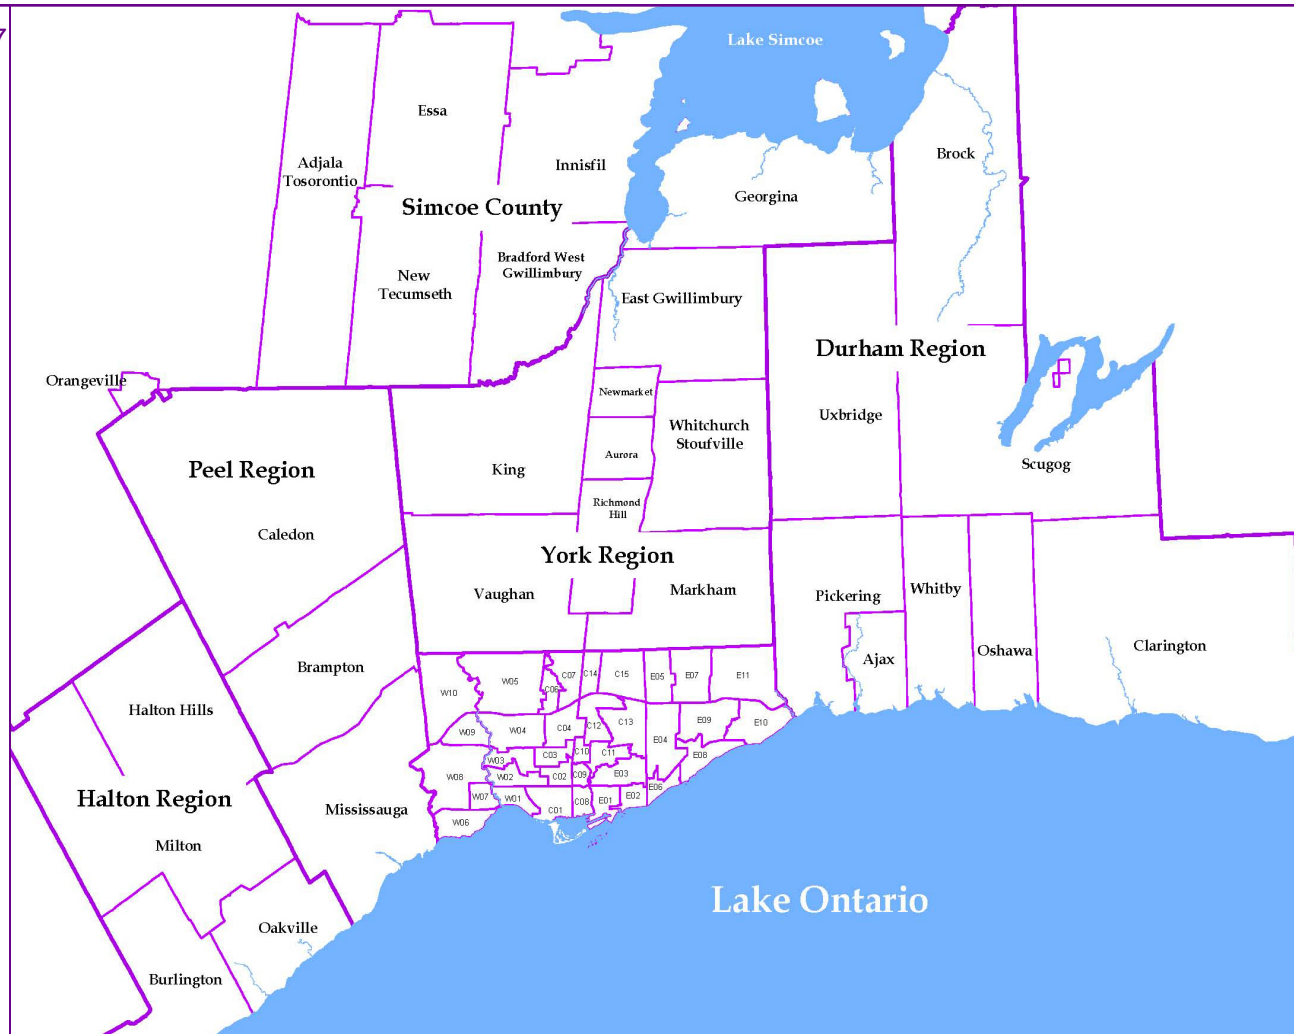 Lake Simcoe
Essa
Brock
Adjala
Tosorontio
Innisfil
Georgina
Simcoe County
Bradford West
Gwillimbury
New
Tecumseth
East Gwillimbury
Durham Region
Orangeville
Newmarket
Uxbridge
Whitchurch
Stoufville
Aurora
Scugog
Peel Region
King
Richmond
Hill
Caledon
York Region
Vaughan
Markham
Pickering
Whitby
Ajax
Oshawa
Clarington
Brampton
W10
W05
C06
C07
C14
C15
E05
E07
E11
Halton Hills
W09
W04
C04
C12
C13
E04
E09
E10
W03
C03
C10
C11
E08
W08
W02
C02
C09
E03
W07
W01
C01
C08
E01
E02
E06
W06
Halton Region
Mississauga
Milton
Lake Ontario
Oakville
Burlington